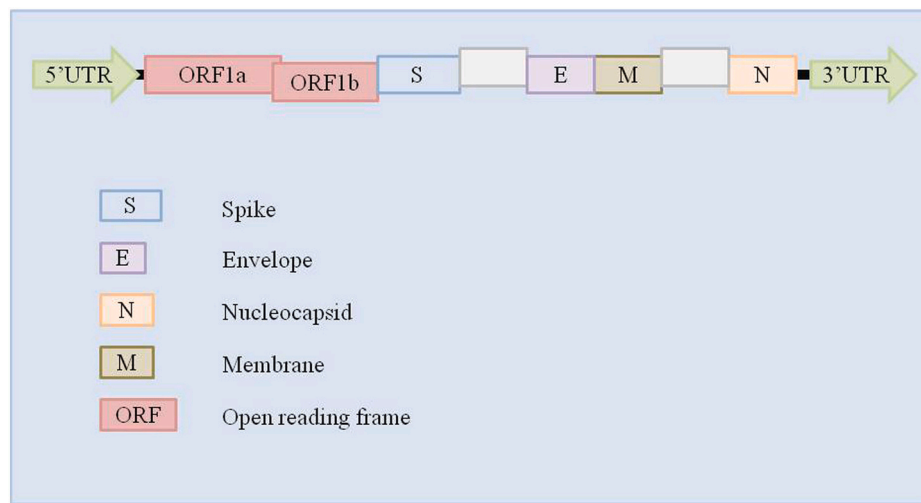 5'UTR ORF1a ORF1b S E M N 3'UTR
S Spike
E Envelope
N Nucleocapsid
M Membrane
ORF Open reading frame